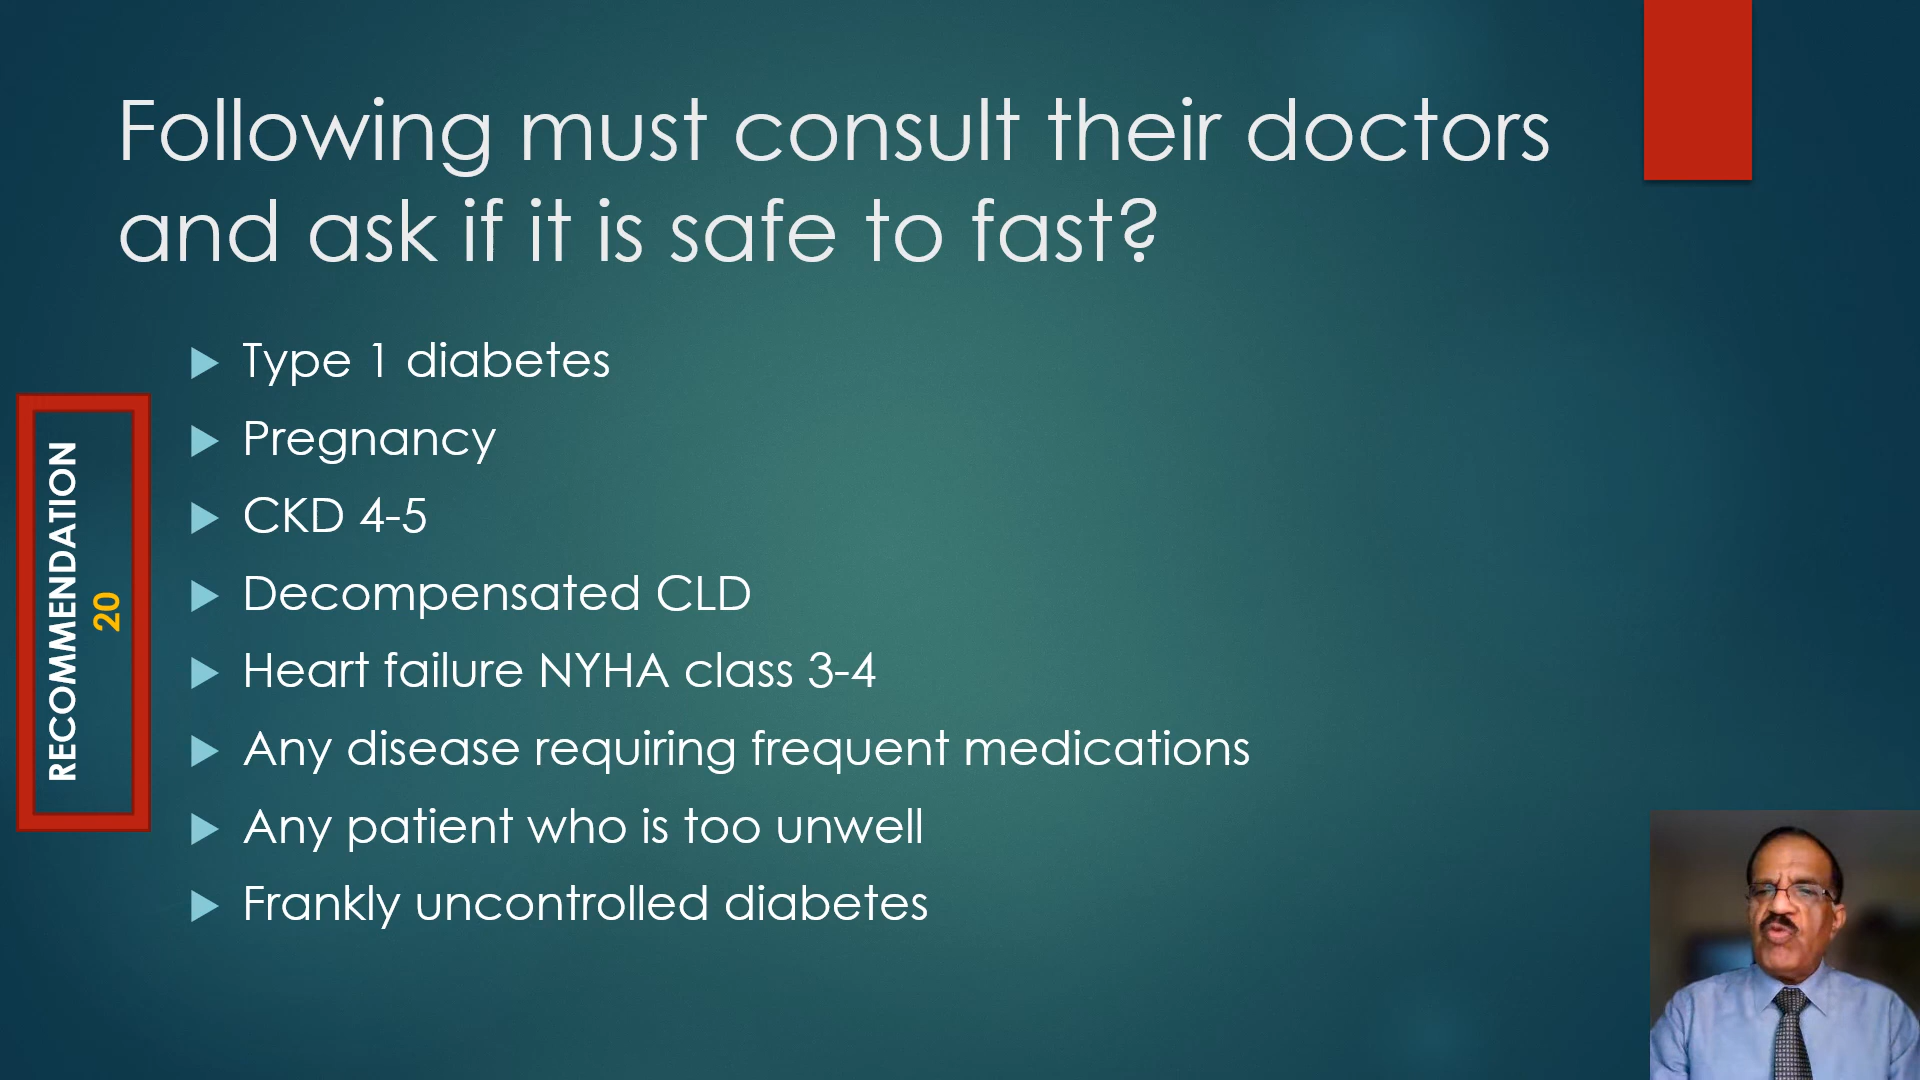 Following must consult their doctors
and ask if it is safe to fast?
Type 1 diabetes
Pregnancy
CKD 4-5
Decompensated CLD
Heart failure NYHA class 3-4
Any disease requiring frequent medications
Any patient who is too unwell
Frankly uncontrolled diabetes
RECOMMENDATION
20